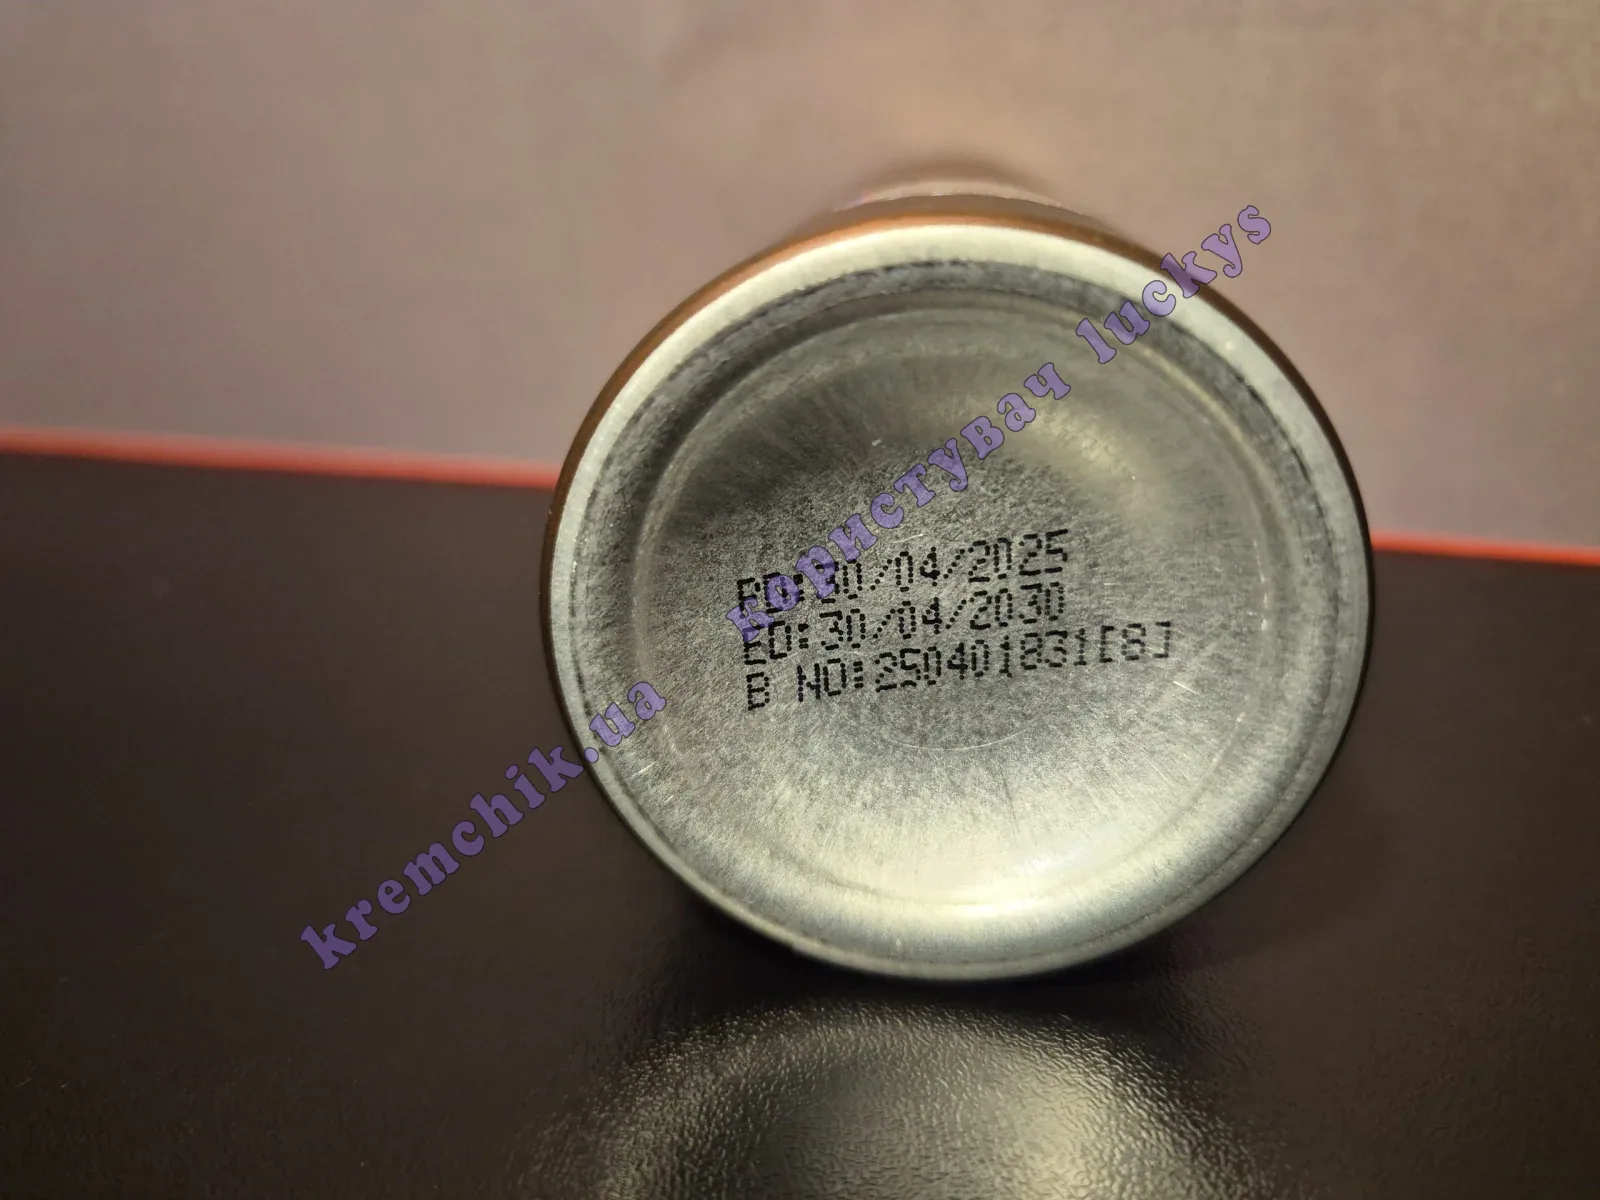 PD:30/04/2025
ED:30/04/2030
B NO:250401831[8]
kremchik.ua користувач luckys